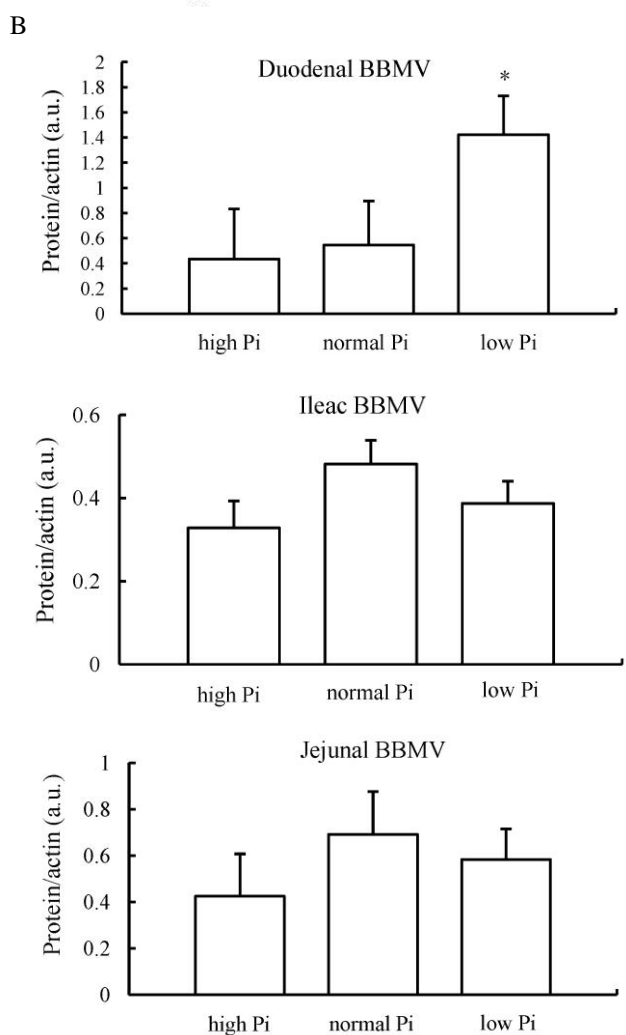 B
Duodenal BBMV
Protein/actin (a.u.)
2
1.8
1.6
1.4
1.2
1
0.8
0.6
0.4
0.2
0
*
high Pi normal Pi low Pi
Ileac BBMV
Protein/actin (a.u.)
0.6
0.4
0.2
0
high Pi normal Pi low Pi
Jejunal BBMV
Protein/actin (a.u.)
1
0.8
0.6
0.4
0.2
0
high Pi normal Pi low Pi